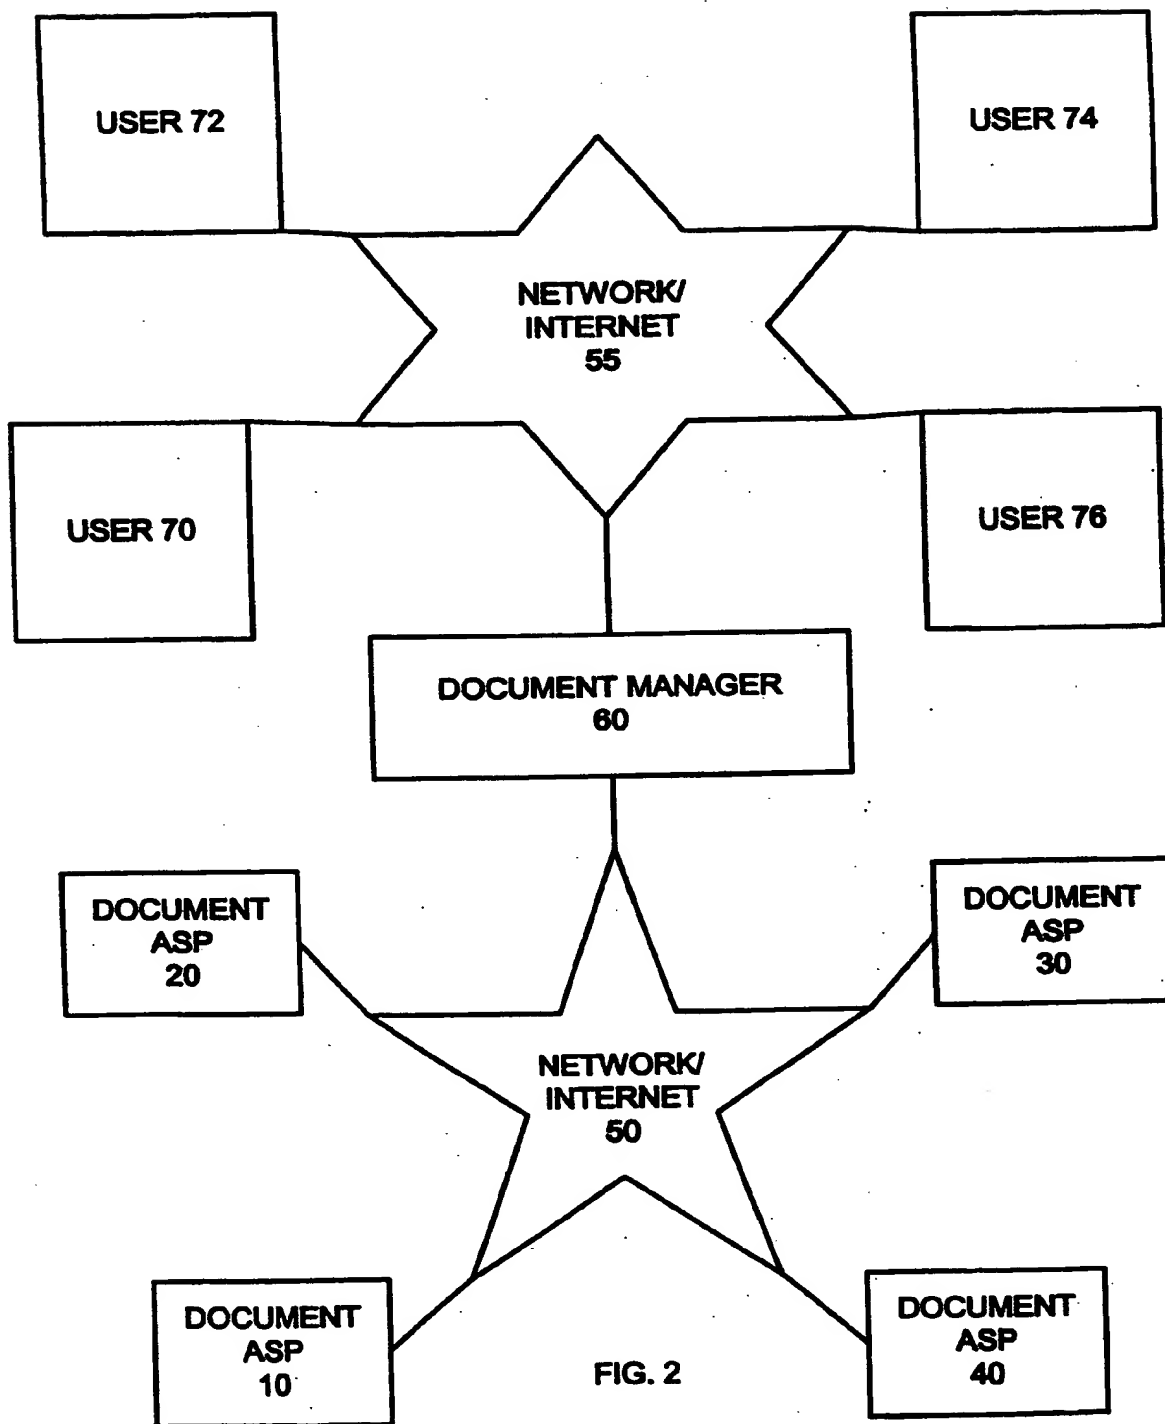 USER 72
USER 74
NETWORK/
INTERNET
55
USER 70
USER 76
DOCUMENT MANAGER
60
DOCUMENT
ASP
20
DOCUMENT
ASP
30
NETWORK/
INTERNET
50
DOCUMENT
ASP
10
DOCUMENT
ASP
40
FIG. 2